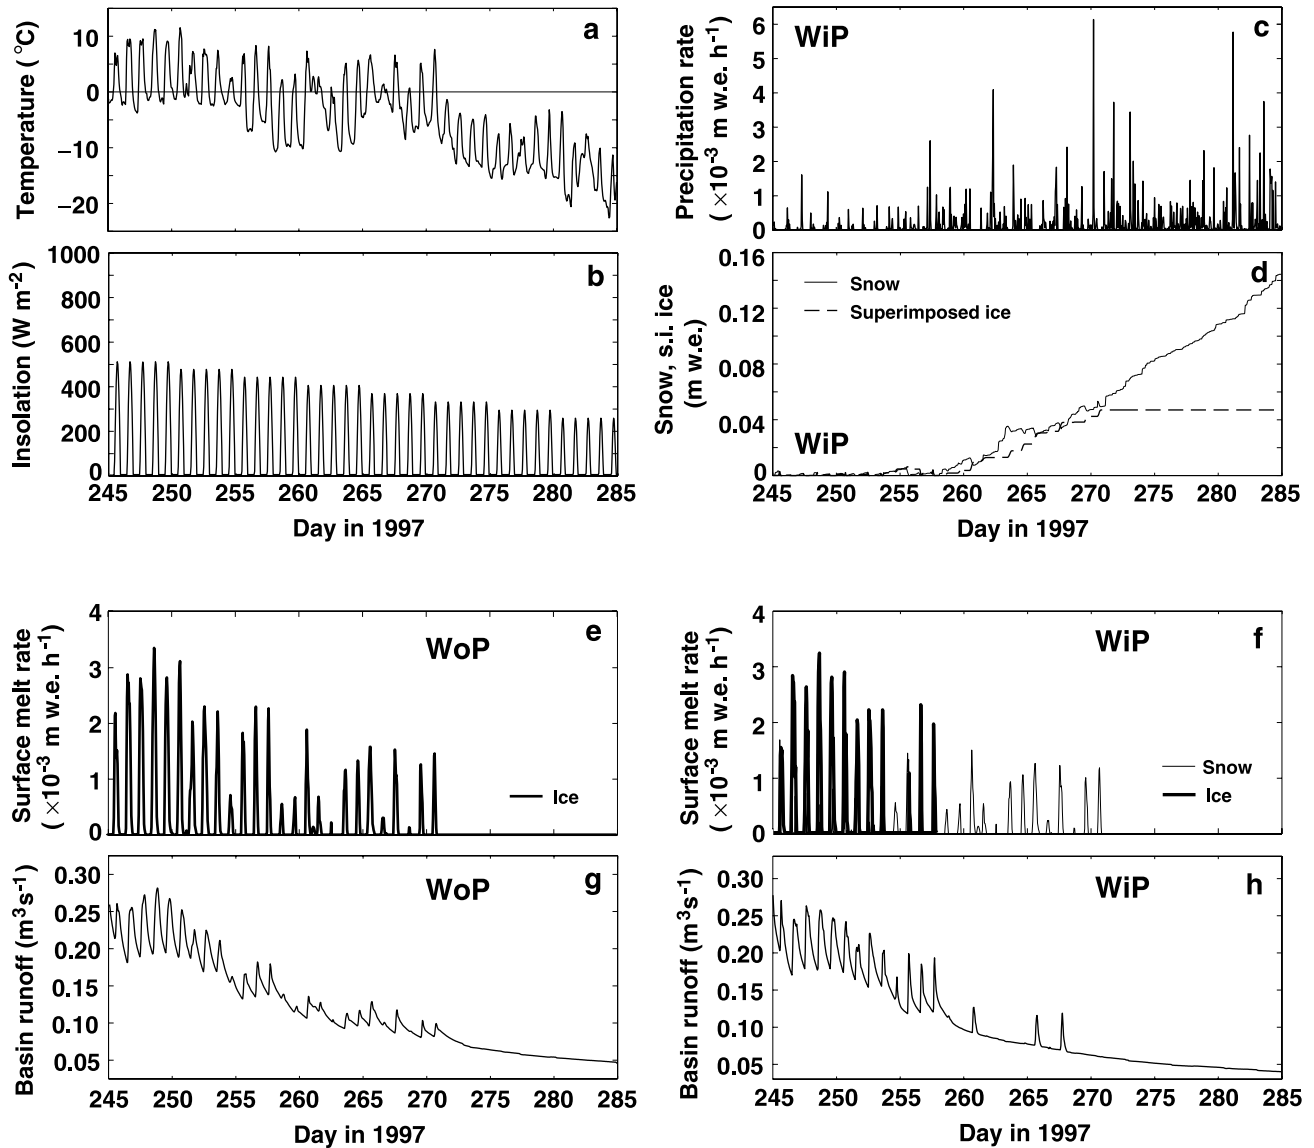 a
Temperature ( °C)
10
0
−10
−20
b
Insolation (W m-2)
1000
800
600
400
200
0
245 250 255 260 265 270 275 280 285
Day in 1997
c
WiP
Precipitation rate
( ×10-3 m w.e. h-1)
6
5
4
3
2
1
0
d
Snow
Superimposed ice
WiP
Snow, s.i. ice
(m w.e.)
0.16
0.12
0.08
0.04
0
245 250 255 260 265 270 275 280 285
Day in 1997
e
WoP
Ice
Surface melt rate
( ×10-3 m w.e. h-1)
4
3
2
1
0
g
WoP
Basin runoff (m3s-1)
0.30
0.25
0.20
0.15
0.10
0.05
245 250 255 260 265 270 275 280 285
Day in 1997
f
WiP
Snow
Ice
Surface melt rate
( ×10-3 m w.e. h-1)
4
3
2
1
0
h
WiP
Basin runoff (m3s-1)
0.30
0.25
0.20
0.15
0.10
0.05
245 250 255 260 265 270 275 280 285
Day in 1997